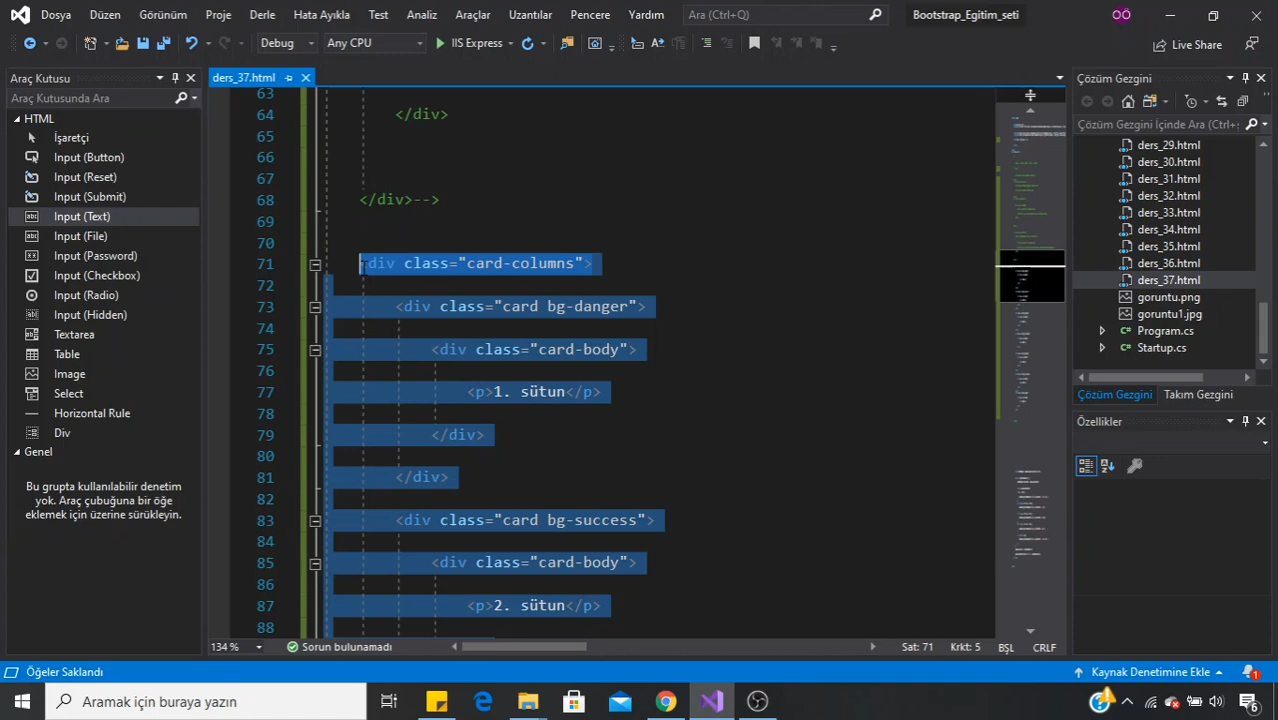 Dosya Düzen Görünüm Git Proje Derle Hata Ayıkla Test Analiz Araçlar Uzantılar Pencere Yardım Ara (Ctrl+Q) Bootstrap_Egitim_seti OÖ
Debug Any CPU IIS Express Live Share
Araç Kutusu
Araç Kutusunda Ara
HTML
İşaretçi
Input (Button)
Input (Reset)
Input (Submit)
Input (Text)
Input (File)
Input (Password)
Input (Checkbox)
Input (Radio)
Input (Hidden)
Textarea
Table
Image
Select
Horizontal Rule
Div
Genel
Bu grupta kullanılabilir denetim
yok. Araç çubuğuna bir öğe
eklemek için üzerine sürükleyin.
ders_37.html
63
64 </div>
65
66
67
68 </div>-->
69
70
71 <div class="card-columns">
72
73 <div class="card bg-danger">
74
75 <div class="card-body">
76
77 <p>1. sütun</p>
78
79 </div>
80
81 </div>
82
83 <div class="card bg-success">
84
85 <div class="card-body">
86
87 <p>2. sütun</p>
88
134 % Sorun bulunamadı Sat: 71 Krkt: 5 BSL CRLF
Çözüm Gezgini
Çözüm Gezgini İçinde Ara (Ctrl+
ders_29.html
ders_30.html
ders_31.html
ders_32.html
ders_33.html
ders_34.html
ders_35.html
ders_36.html
ders_37.html
goruntu.png
goruntu1.jpg
Program.cs
Startup.cs
Çözüm Gezgini Takım Gezgini
Özellikler
Öğeler Saklandı Kaynak Denetimine Ekle 1
Aramak için buraya yazın 6